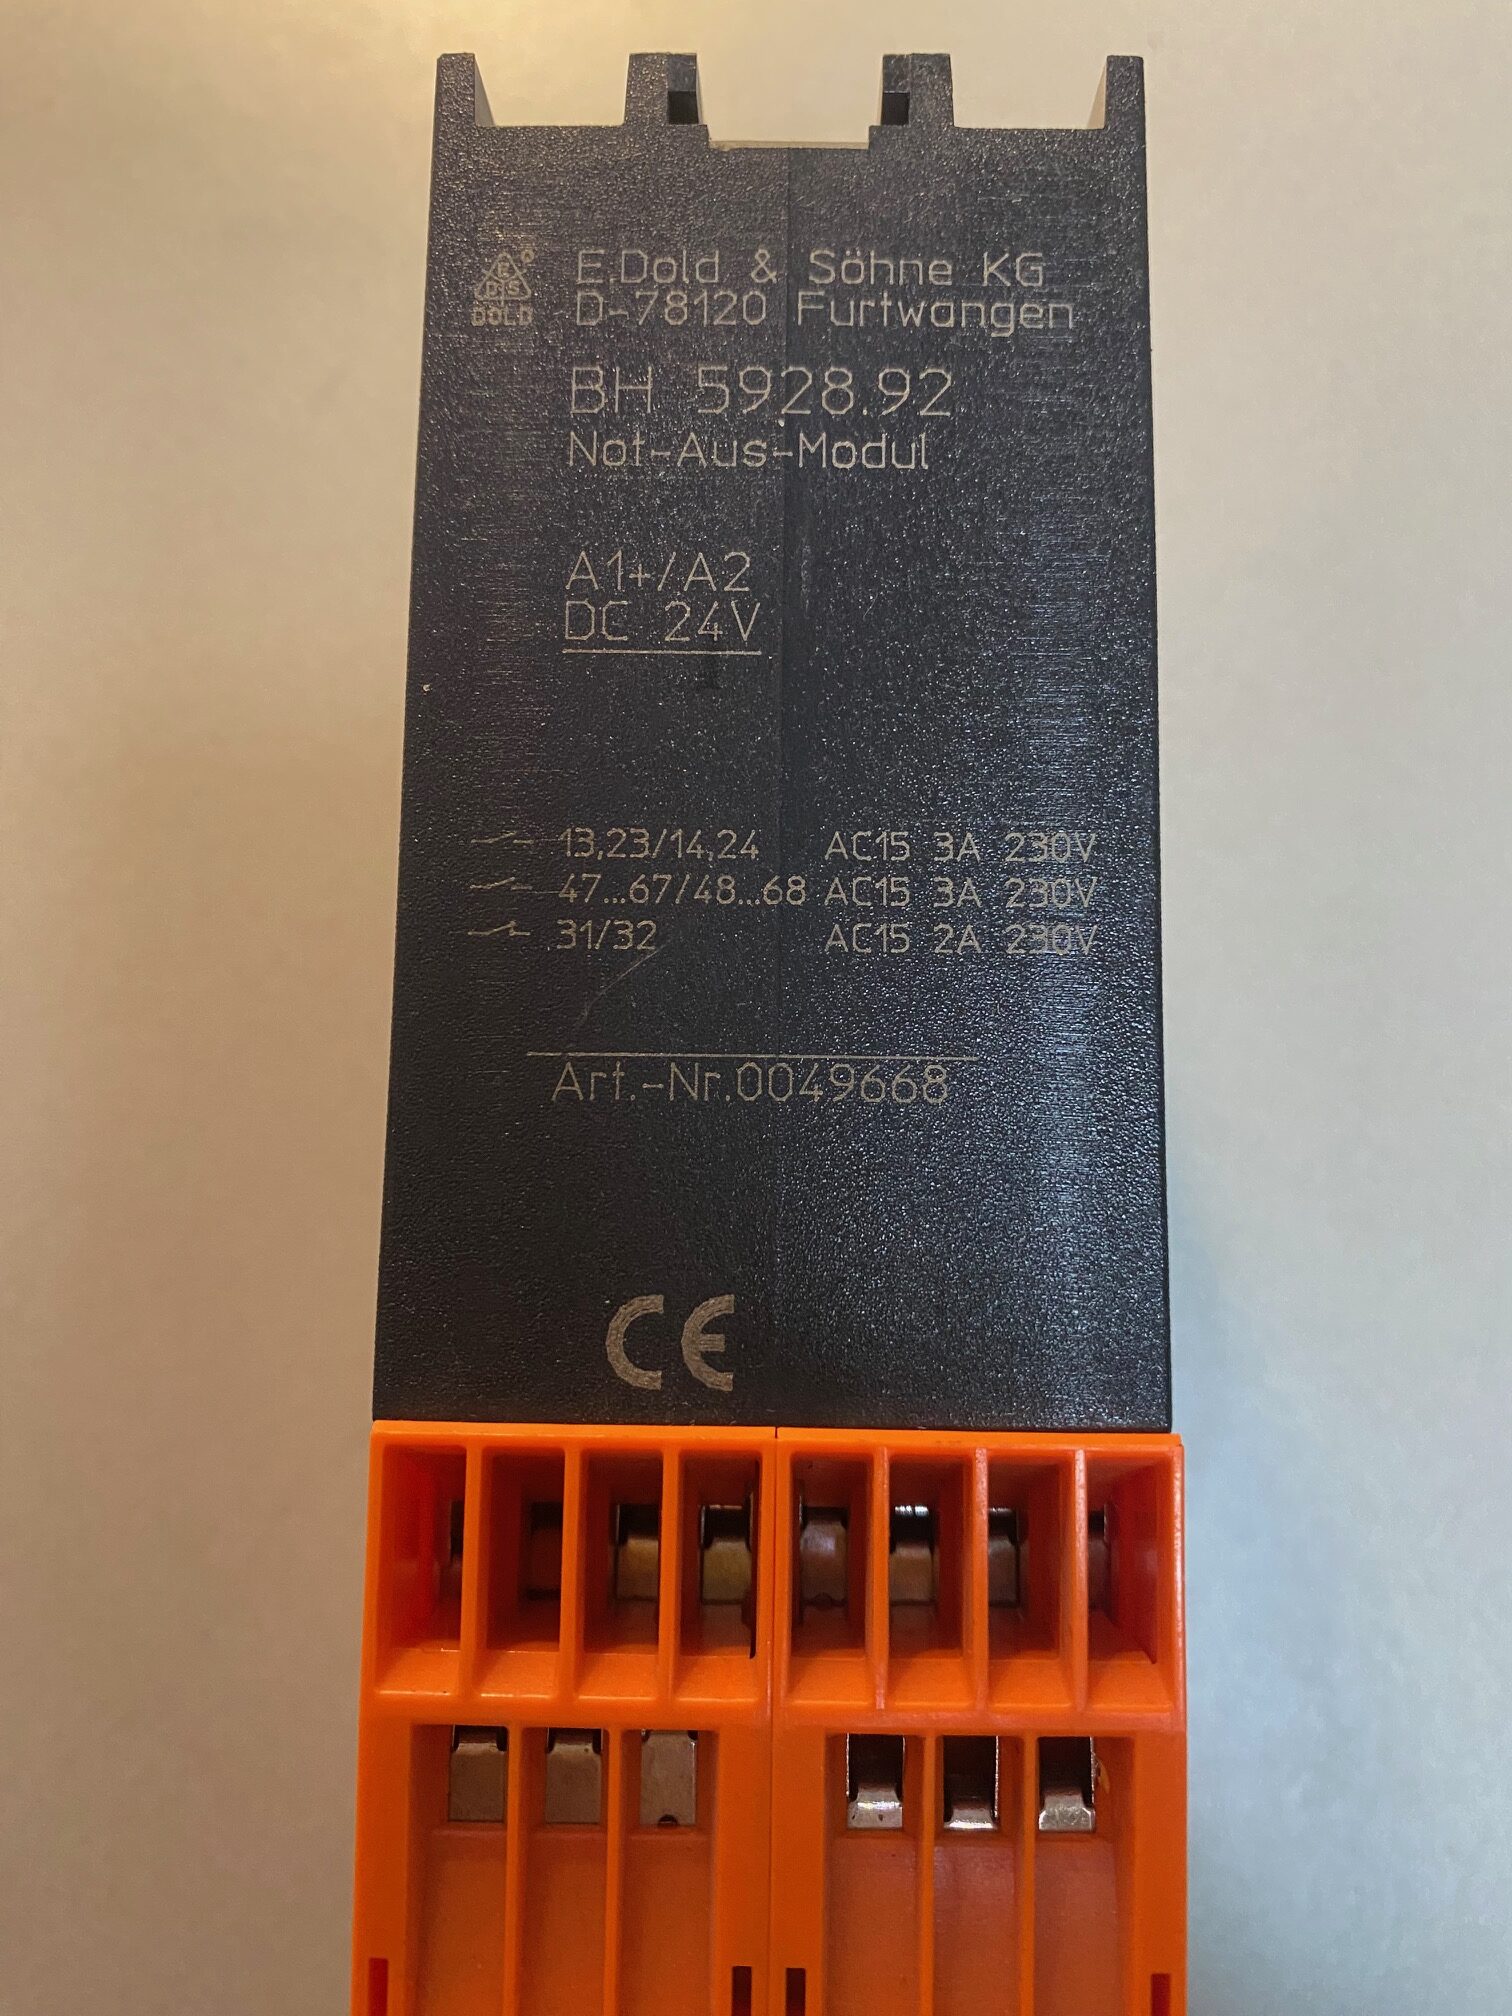 E.Dold & Söhne KG
D-78120 Furtwangen
E
D S
DOLD
BH 5928.92
Not-Aus-Modul
A1+/A2
DC 24V
13,23/14,24 AC15 3A 230V
47...67/48...68 AC15 3A 230V
31/32 AC15 2A 230V
Art.-Nr.0049668
CE